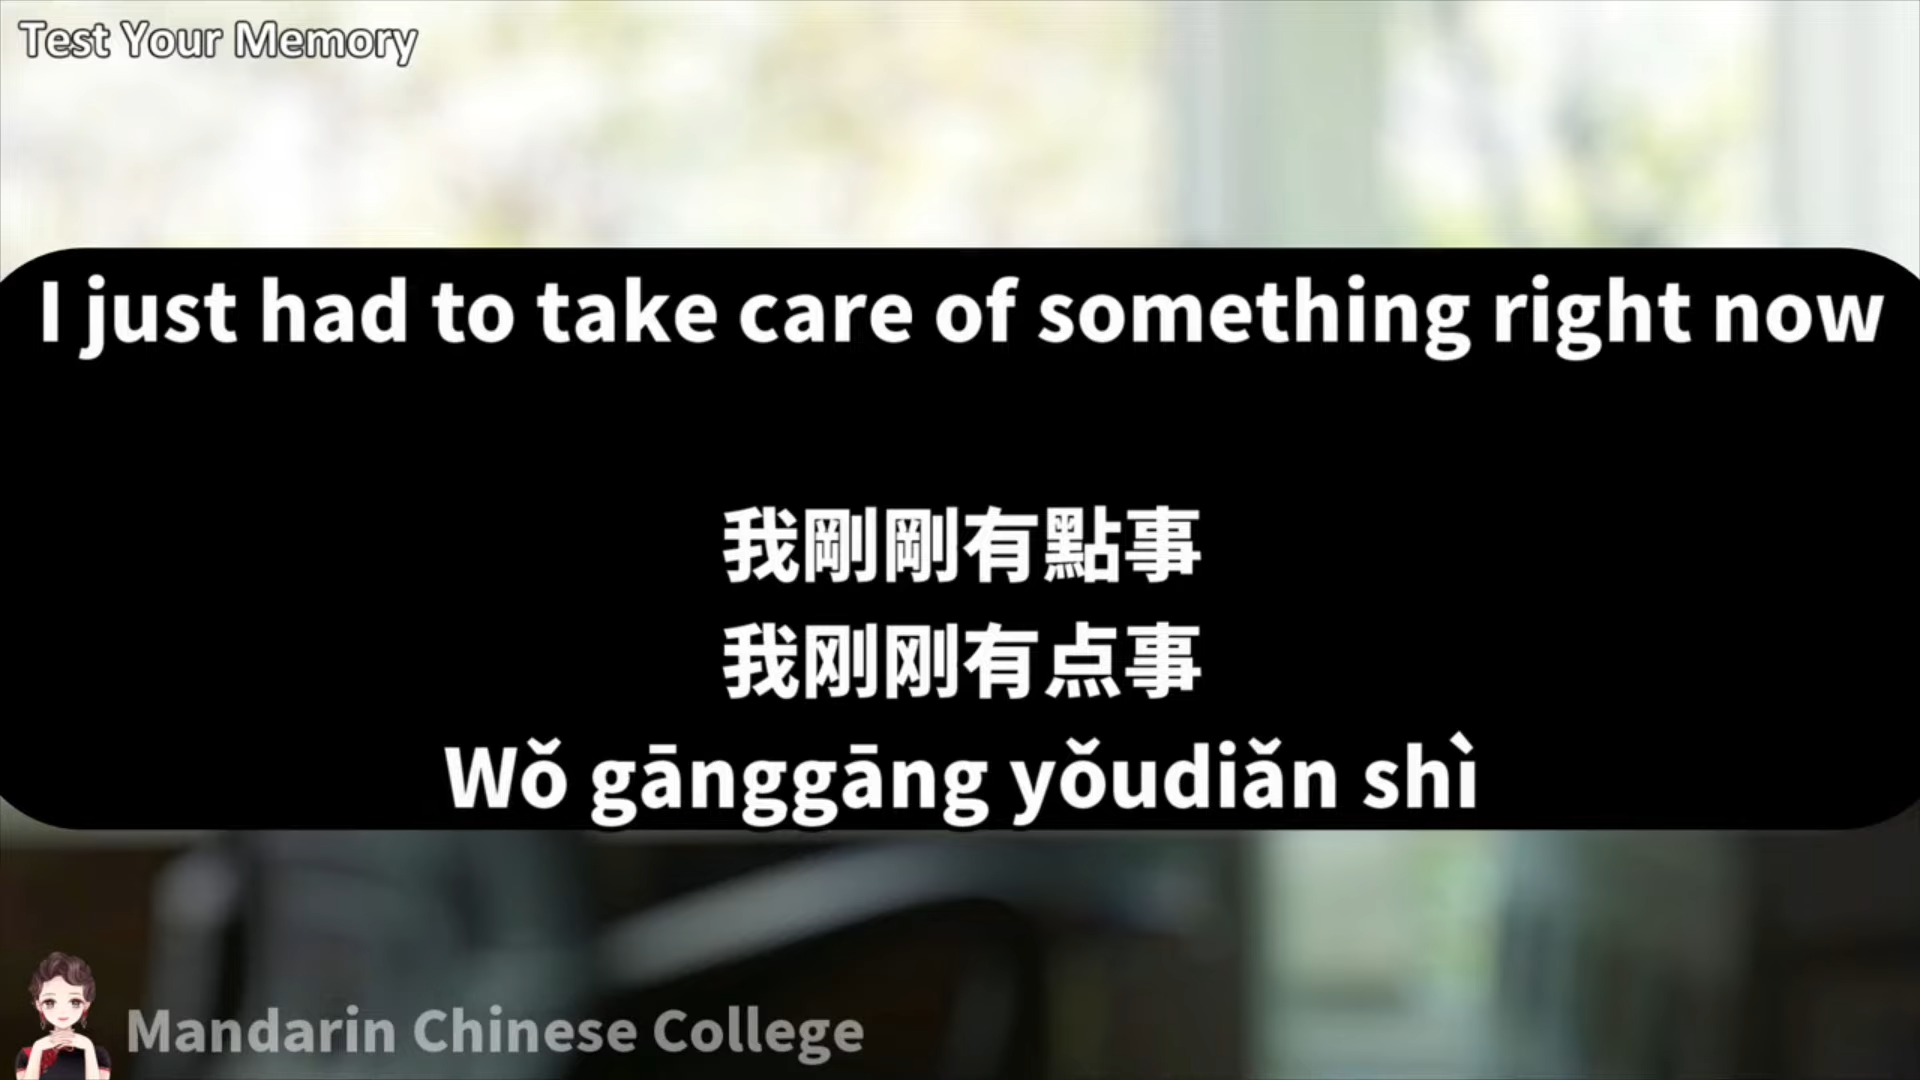 Test Your Memory
I just had to take care of something right now
我剛剛有點事
我刚刚有点事
Wǒ gānggāng yǒudiǎn shì
Mandarin Chinese College